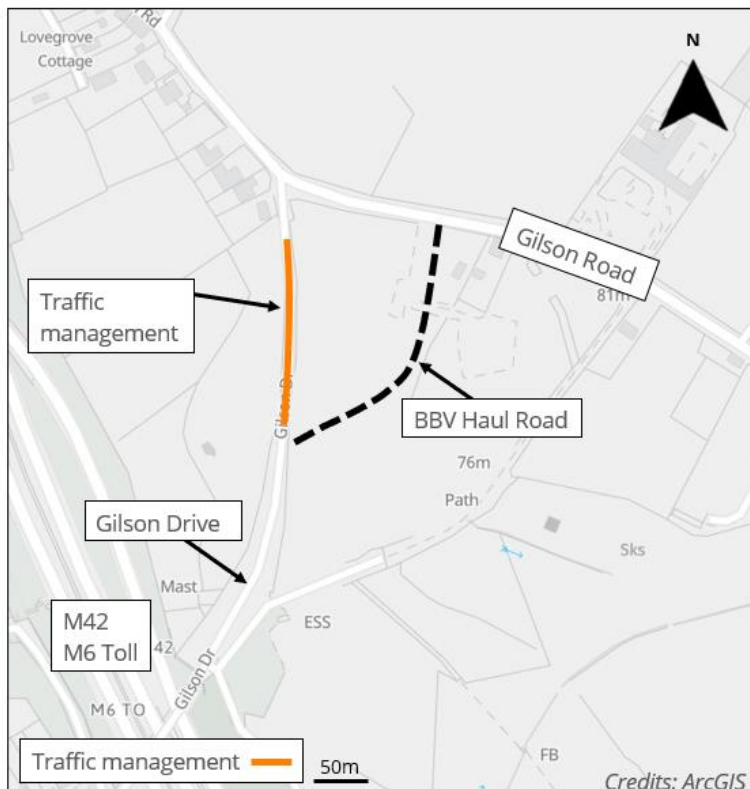 Rd
Lovegrove
Cottage
N
Gilson Road
81m
Traffic
management
Gilson Dr
BBV Haul Road
76m
Path
Gilson Drive
Sks
Mast
ESS
M42
M6 Toll
42
Gilson Dr
M6 TO
FB
Traffic management
50m
Credits: ArcGIS